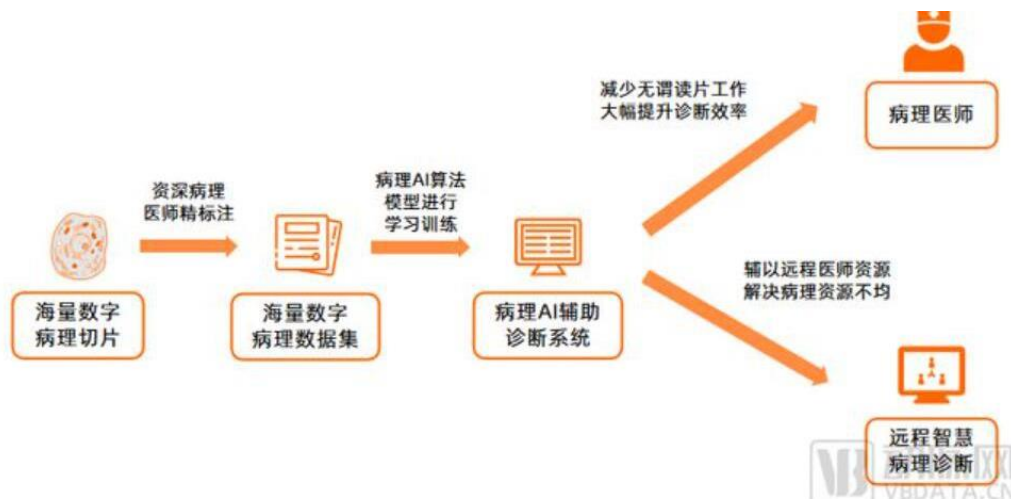 减少无谓读片工作
大幅提升诊断效率
病理医师
资深病理
医师精标注
病理AI算法
模型进行
学习训练
海量数字
病理切片
海量数字
病理数据集
病理AI辅助
诊断系统
辅以远程医师资源
解决病理资源不均
远程智慧
病理诊断
VBDATA.CN